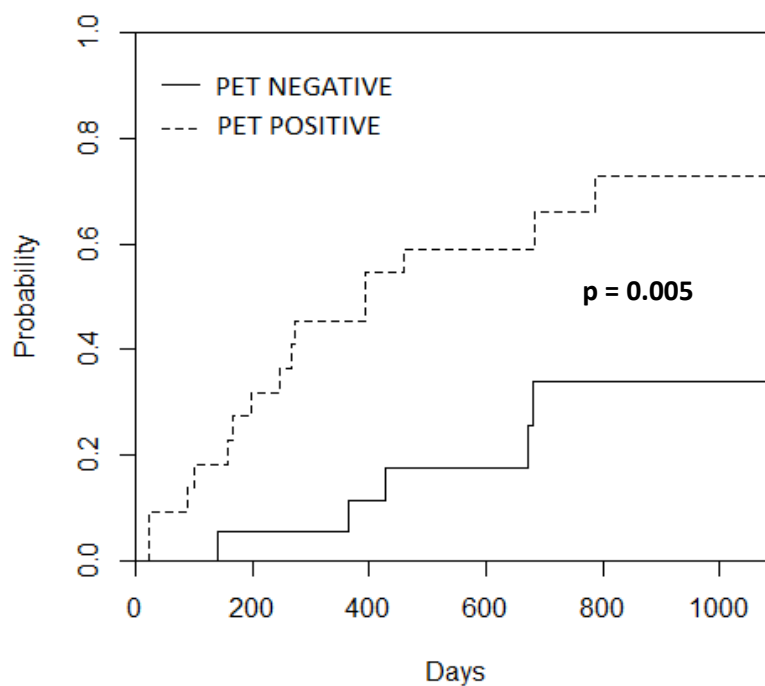 PET NEGATIVE
PET POSITIVE
p = 0.005
Probability
0.0
0.2
0.4
0.6
0.8
1.0
0
200
400
600
800
1000
Days